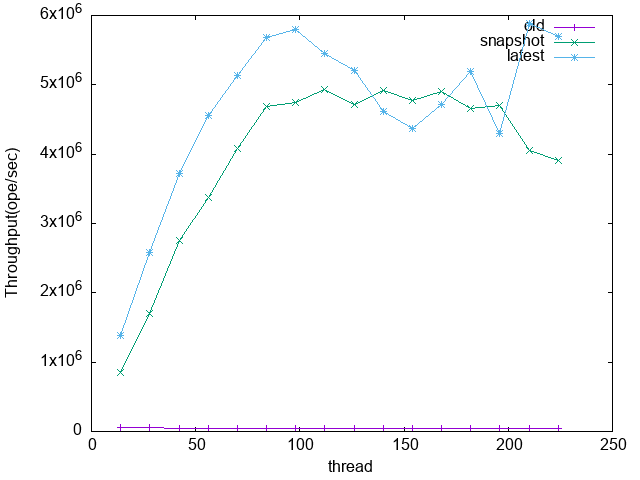 6x10^6
5x10^6
4x10^6
3x10^6
2x10^6
1x10^6
0
0 50 100 150 200 250
Throughput(ope/sec)
thread
old
snapshot
latest